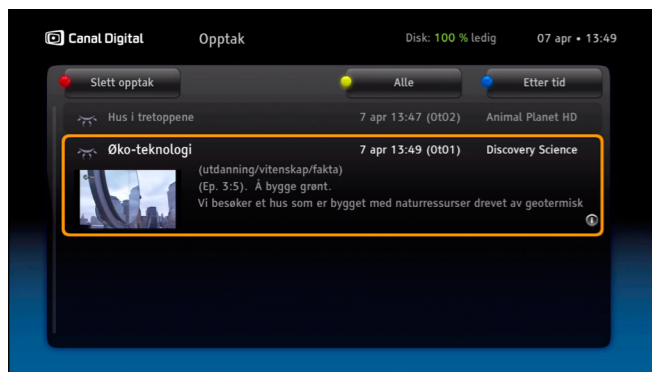 Canal Digital Opptak Disk: 100 % ledig 07 apr • 13:49
Slett opptak Alle Etter tid
Hus i tretoppene 7 apr 13:47 (0t02) Animal Planet HD
Øko-teknologi 7 apr 13:49 (0t01) Discovery Science
(utdanning/vitenskap/fakta)
(Ep. 3:5). Å bygge grønt.
Vi besøker et hus som er bygget med naturressurser drevet av geotermisk